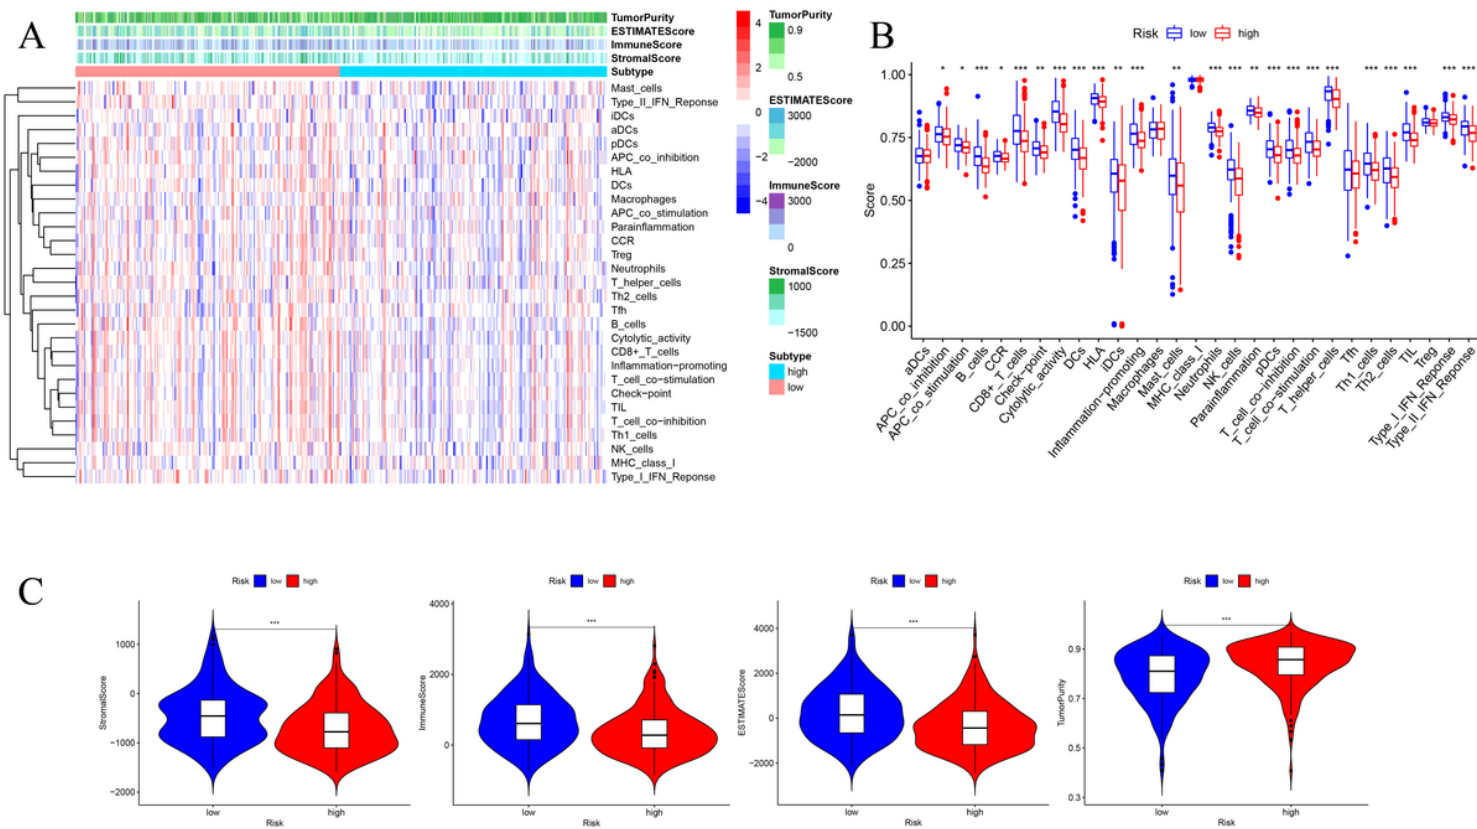 A
TumorPurity
ESTIMATEScore
ImmuneScore
StromalScore
Subtype
Mast_cells
Type_II_IFN_Reponse
iDCs
aDCs
pDCs
APC_co_inhibition
HLA
DCs
Macrophages
APC_co_stimulation
Parainflammation
CCR
Treg
Neutrophils
T_helper_cells
Th2_cells
Tfh
B_cells
Cytolytic_activity
CD8+_T_cells
Inflammation−promoting
T_cell_co−stimulation
Check−point
TIL
T_cell_co−inhibition
Th1_cells
NK_cells
MHC_class_I
Type_I_IFN_Reponse
4
2
0
−2
−4
TumorPurity
0.9
0.5
ESTIMATEScore
3000
−2000
ImmuneScore
3000
0
StromalScore
1000
−1500
Subtype
high
low
B
Risk low high
* * *** * *** ** *** *** *** ** *** ** *** *** ** *** *** *** *** *** *** *** *** ***
Score
1.00
0.75
0.50
0.25
0.00
aDCs
APC_co_inhibition
APC_co_stimulation
B_cells
CCR
CD8+_T_cells
Check−point
Cytolytic_activity
DCs
HLA
iDCs
Inflammation−promoting
Macrophages
Mast_cells
MHC_class_I
Neutrophils
NK_cells
Parainflammation
pDCs
T_cell_co−inhibition
T_cell_co−stimulation
T_helper_cells
Tfh
Th1_cells
Th2_cells
TIL
Treg
Type_I_IFN_Reponse
Type_II_IFN_Reponse
C
Risk low high
***
StromalScore
1000
0
−1000
−2000
low high
Risk
Risk low high
***
ImmuneScore
4000
2000
0
low high
Risk
Risk low high
***
ESTIMATEScore
4000
2000
0
−2000
low high
Risk
Risk low high
***
TumorPurity
0.9
0.7
0.5
0.3
low high
Risk